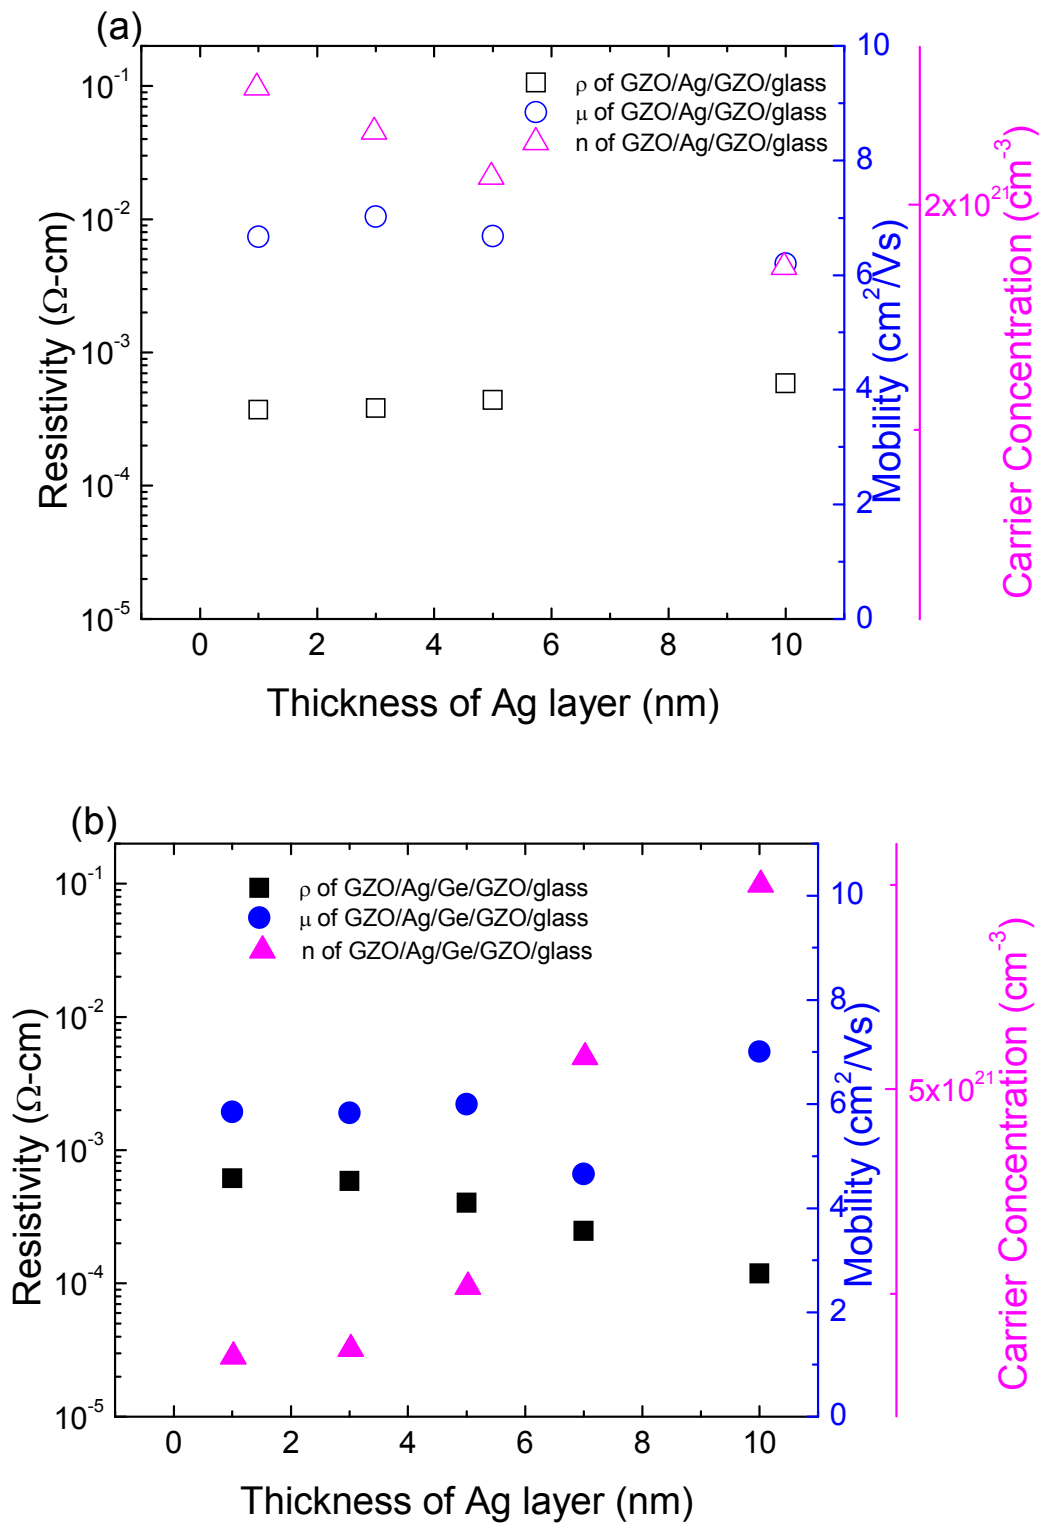 (a)
10⁻¹
10⁻²
10⁻³
10⁻⁴
10⁻⁵
Resistivity (Ω-cm)
ρ of GZO/Ag/GZO/glass
μ of GZO/Ag/GZO/glass
n of GZO/Ag/GZO/glass
10
8
6
4
2
0
Mobility (cm²/Vs)
2x10²¹
Carrier Concentration (cm⁻³)
0 2 4 6 8 10
Thickness of Ag layer (nm)
(b)
10⁻¹
10⁻²
10⁻³
10⁻⁴
10⁻⁵
Resistivity (Ω-cm)
ρ of GZO/Ag/Ge/GZO/glass
μ of GZO/Ag/Ge/GZO/glass
n of GZO/Ag/Ge/GZO/glass
10
8
6
4
2
0
Mobility (cm²/Vs)
5x10²¹
Carrier Concentration (cm⁻³)
0 2 4 6 8 10
Thickness of Ag layer (nm)